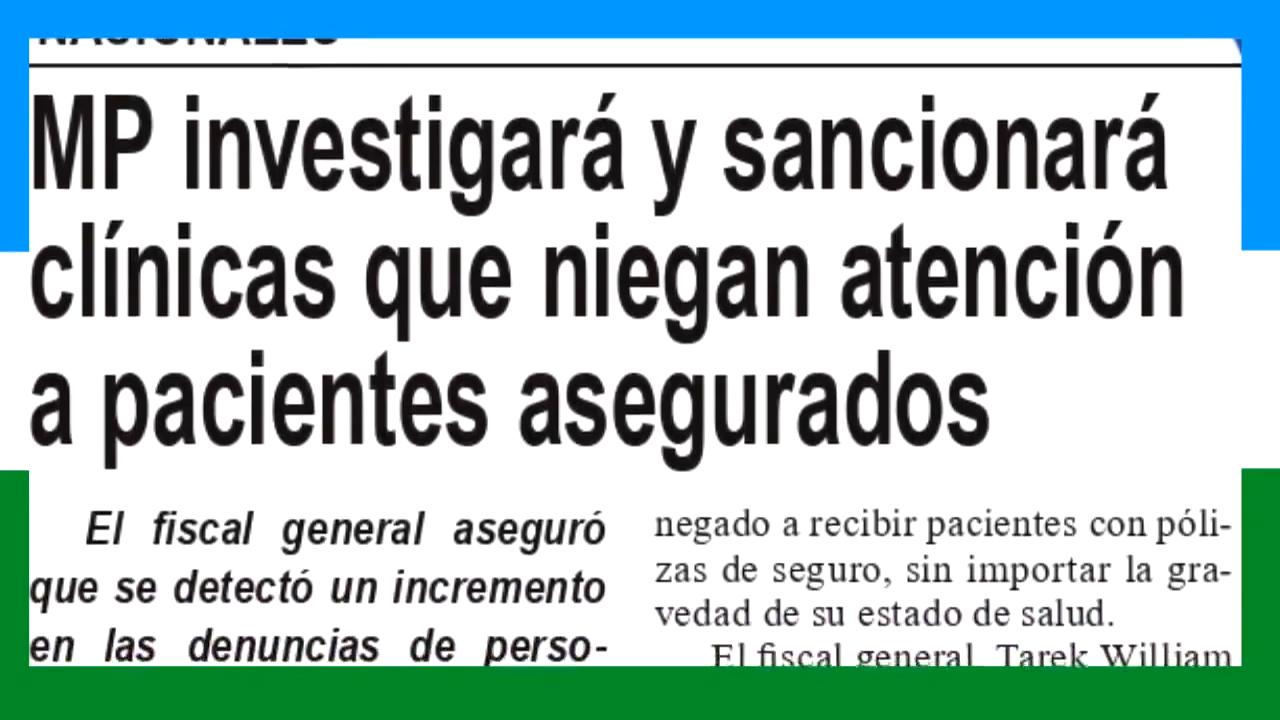 NACIONALES
MP investigará y sancionará
clínicas que niegan atención
a pacientes asegurados
El fiscal general aseguró
que se detectó un incremento
en las denuncias de perso-
negado a recibir pacientes con póli-
zas de seguro, sin importar la gra-
vedad de su estado de salud.
El fiscal general, Tarek William